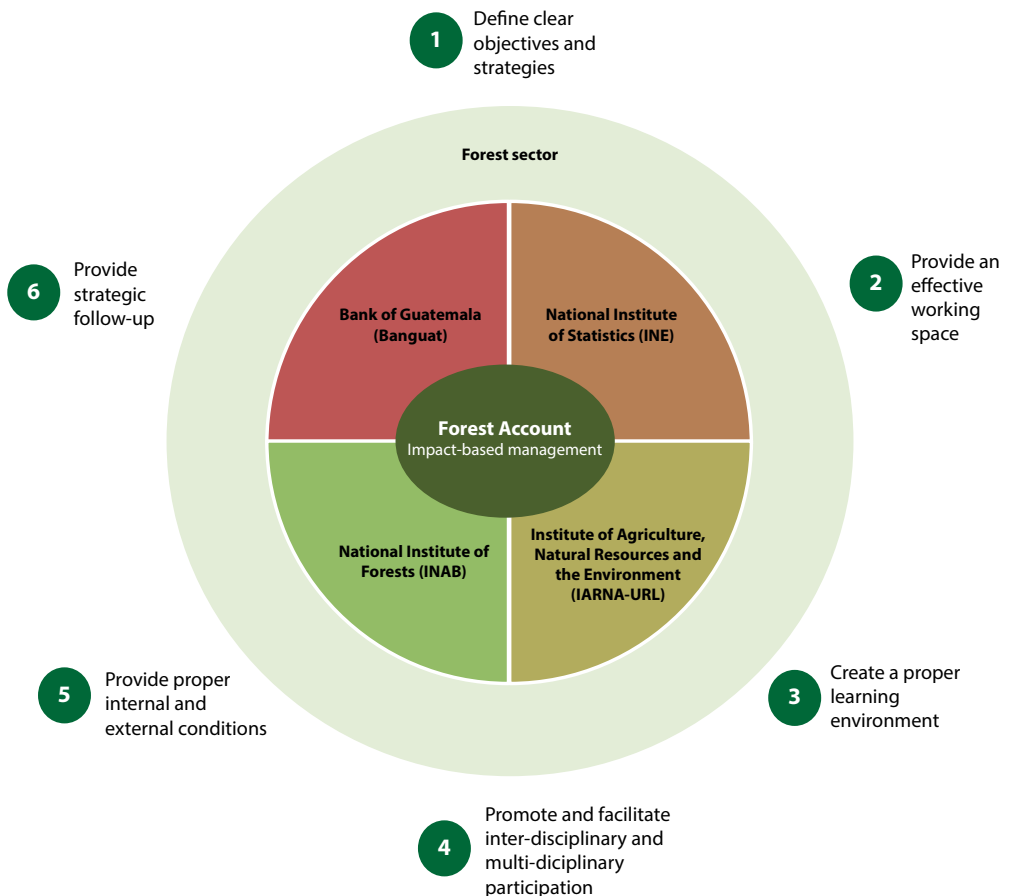 1
Define clear
objectives and
strategies
Forest sector
6
Provide
strategic
follow-up
2
Provide an
effective
working
space
Bank of Guatemala
(Banguat)
National Institute
of Statistics (INE)
Forest Account
Impact-based management
National Institute of
Forests (INAB)
Institute of Agriculture,
Natural Resources and
the Environment
(IARNA-URL)
5
Provide proper
internal and
external conditions
3
Create a proper
learning
environment
4
Promote and facilitate
inter-disciplinary and
multi-diciplinary
participation